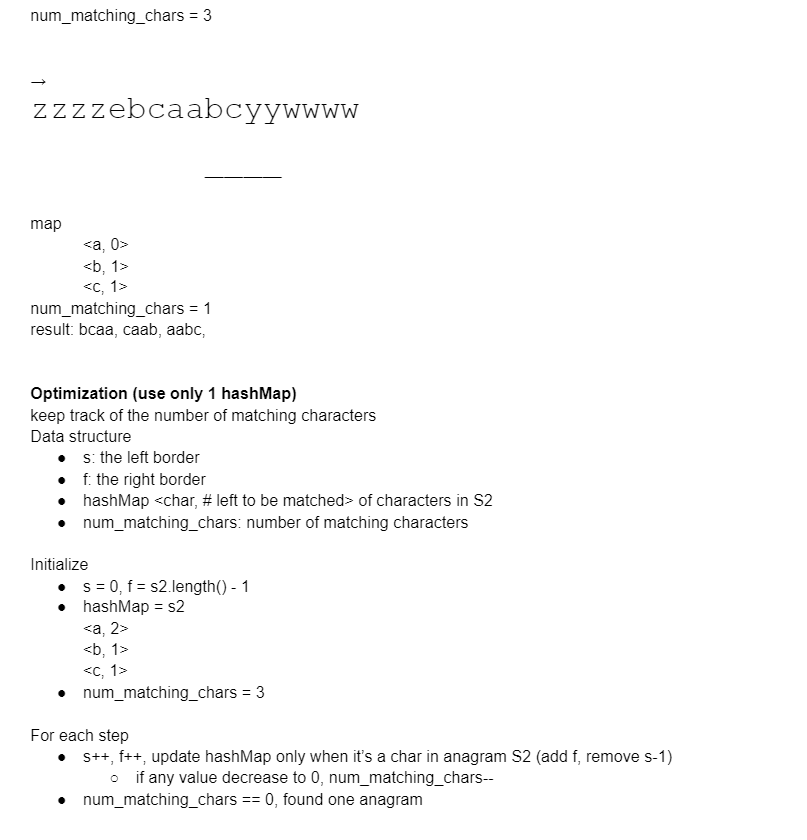 num_matching_chars = 3
→
zzzzebcaabcyywwww
————
map
<a, 0>
<b, 1>
<c, 1>
num_matching_chars = 1
result: bcaa, caab, aabc,
Optimization (use only 1 hashMap)
keep track of the number of matching characters
Data structure
● s: the left border
● f: the right border
● hashMap <char, # left to be matched> of characters in S2
● num_matching_chars: number of matching characters
Initialize
● s = 0, f = s2.length() - 1
● hashMap = s2
<a, 2>
<b, 1>
<c, 1>
● num_matching_chars = 3
For each step
● s++, f++, update hashMap only when it's a char in anagram S2 (add f, remove s-1)
○ if any value decrease to 0, num_matching_chars--
● num_matching_chars == 0, found one anagram